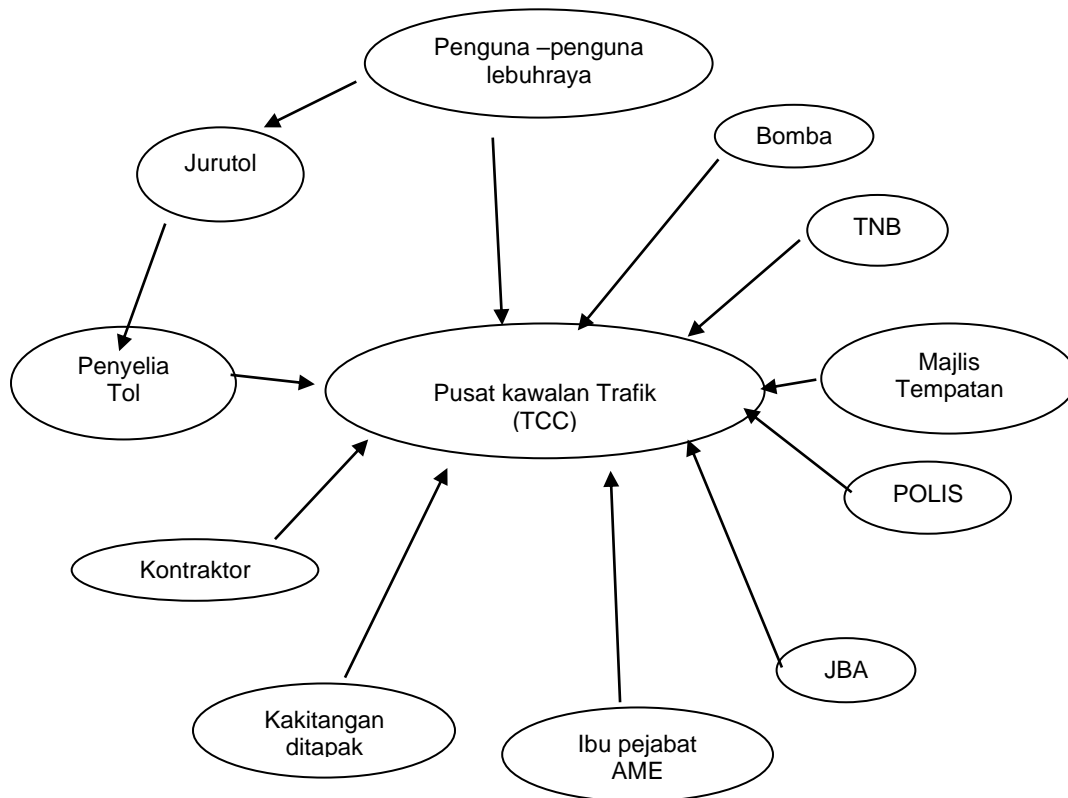 Penguna –penguna
lebuhraya
Bomba
Jurutol
TNB
Penyelia
Tol
Pusat kawalan Trafik
(TCC)
Majlis
Tempatan
POLIS
Kontraktor
JBA
Kakitangan
ditapak
Ibu pejabat
AME